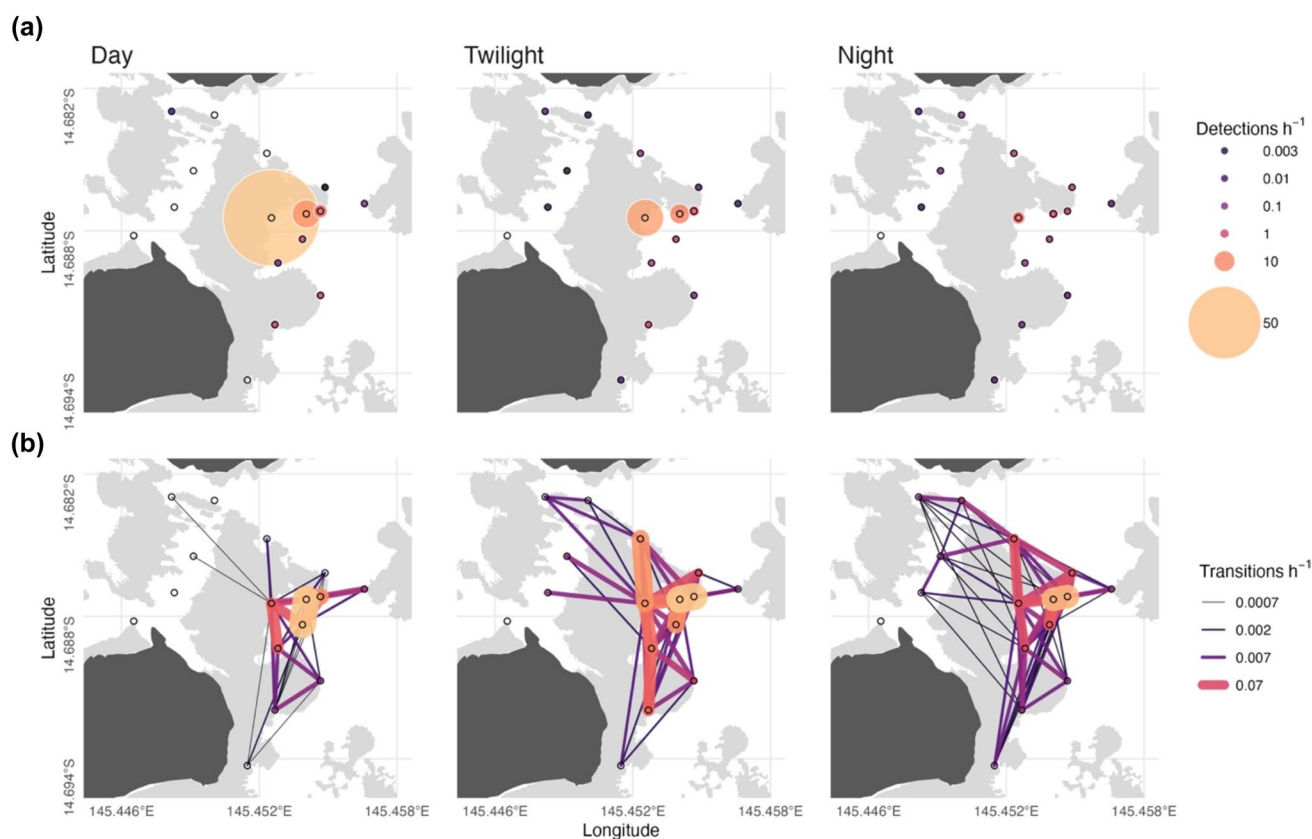 (a)
Day
Twilight
Night
14.682°S
14.688°S
14.694°S
Latitude
Detections h⁻¹
0.003
0.01
0.1
1
10
50
(b)
14.682°S
14.688°S
14.694°S
Latitude
Transitions h⁻¹
0.0007
0.002
0.007
0.07
145.446°E 145.452°E 145.458°E 145.446°E 145.452°E 145.458°E 145.446°E 145.452°E 145.458°E
Longitude